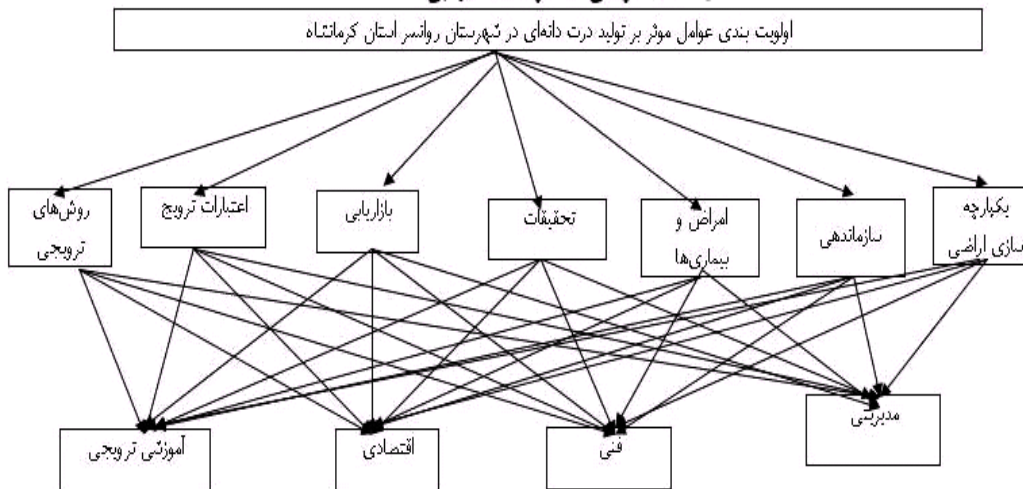 اولویت بندی عوامل موثر بر تولید ذرت دانه‌ای در شهرستان روانسر استان کرمانشاه
یکپارچه
سازی اراضی
سازماندهی
امراض و
بیماری‌ها
تحقیقات
بازاریابی
اعتبارات ترویج
روش‌های
ترویجی
مدیریتی
فنی
اقتصادی
آموزشی ترویجی